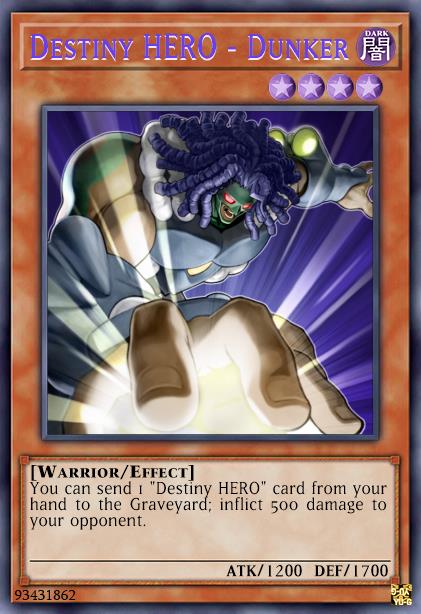 Destiny HERO - Dunker
DARK
闇
[Warrior/Effect]
You can send 1 "Destiny HERO" card from your
hand to the Graveyard; inflict 500 damage to
your opponent.
ATK/1200 DEF/1700
93431862